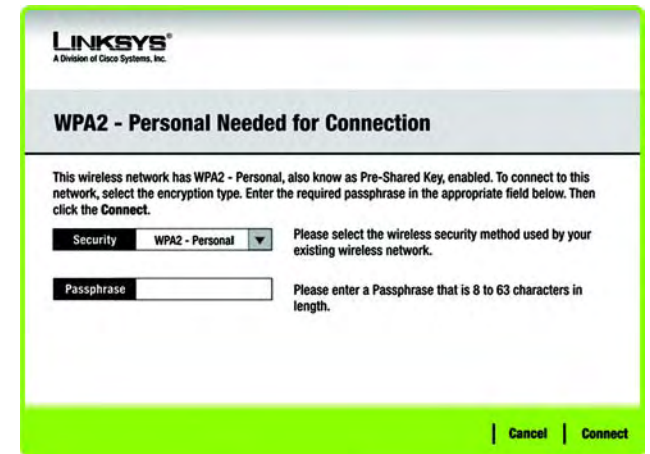 LINKSYS®
A Division of Cisco Systems, Inc.
WPA2 - Personal Needed for Connection
This wireless network has WPA2 - Personal, also know as Pre-Shared Key, enabled. To connect to this
network, select the encryption type. Enter the required passphrase in the appropriate field below. Then
click the Connect.
Security WPA2 - Personal
Please select the wireless security method used by your
existing wireless network.
Passphrase
Please enter a Passphrase that is 8 to 63 characters in
length.
Cancel Connect